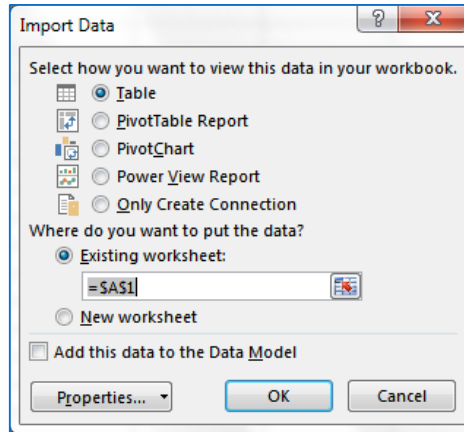 Import Data
?
Select how you want to view this data in your workbook.
Table
PivotTable Report
PivotChart
Power View Report
Only Create Connection
Where do you want to put the data?
Existing worksheet:
=$A$1
New worksheet
Add this data to the Data Model
Properties... OK Cancel